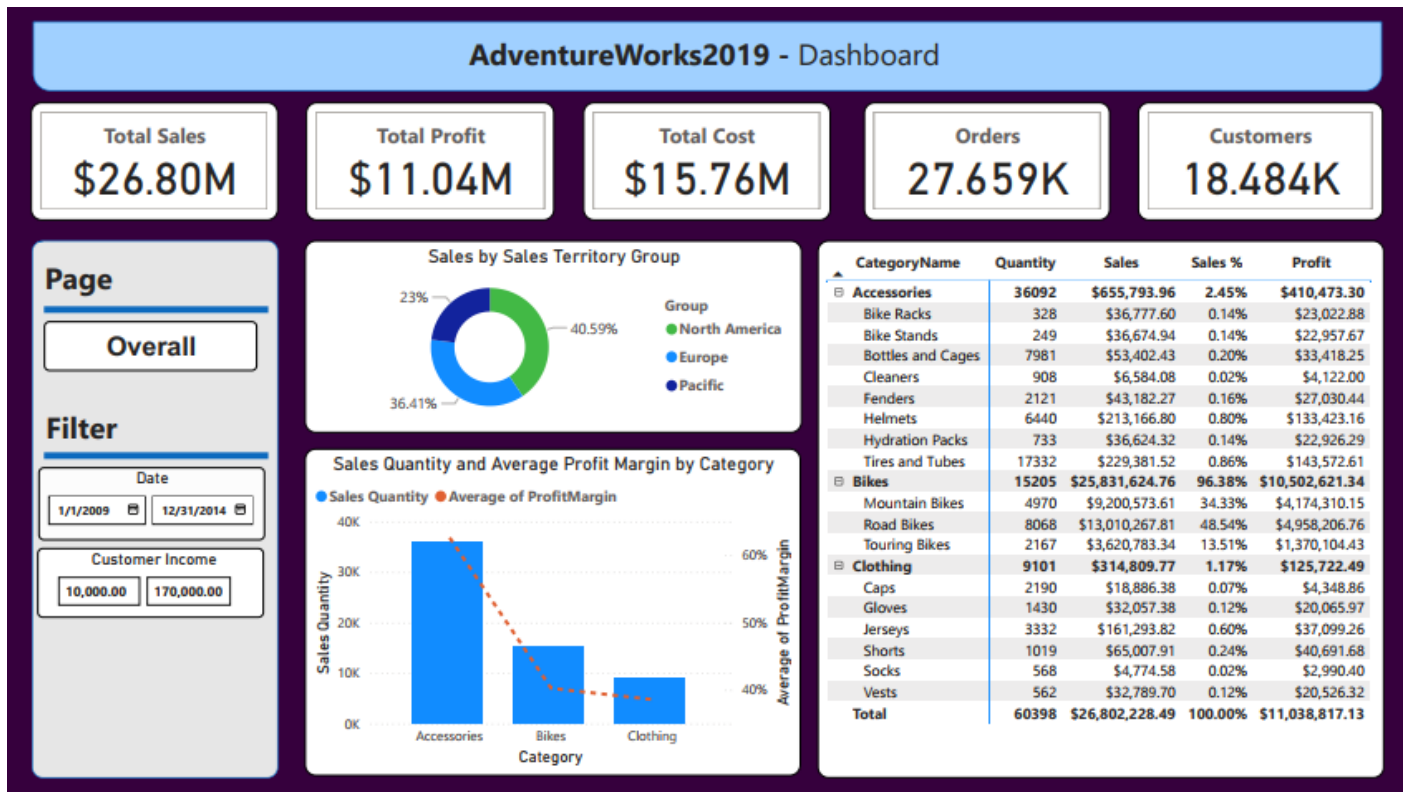 AdventureWorks2019 - Dashboard
Total Sales
$26.80M
Total Profit
$11.04M
Total Cost
$15.76M
Orders
27.659K
Customers
18.484K
Page
Overall
Filter
Date
1/1/2009 12/31/2014
Customer Income
10,000.00 170,000.00
Sales by Sales Territory Group
23%
40.59%
36.41%
Group
North America
Europe
Pacific
Sales Quantity and Average Profit Margin by Category
Sales Quantity Average of ProfitMargin
40K
30K
20K
10K
0K
Sales Quantity
60%
50%
40%
Average of ProfitMargin
Accessories Bikes Clothing
Category
CategoryName Quantity Sales Sales % Profit
Accessories 36092 $655,793.96 2.45% $410,473.30
Bike Racks 328 $36,777.60 0.14% $23,022.88
Bike Stands 249 $36,674.94 0.14% $22,957.67
Bottles and Cages 7981 $53,402.43 0.20% $33,418.25
Cleaners 908 $6,584.08 0.02% $4,122.00
Fenders 2121 $43,182.27 0.16% $27,030.44
Helmets 6440 $213,166.80 0.80% $133,423.16
Hydration Packs 733 $36,624.32 0.14% $22,926.29
Tires and Tubes 17332 $229,381.52 0.86% $143,572.61
Bikes 15205 $25,831,624.76 96.38% $10,502,621.34
Mountain Bikes 4970 $9,200,573.61 34.33% $4,174,310.15
Road Bikes 8068 $13,010,267.81 48.54% $4,958,206.76
Touring Bikes 2167 $3,620,783.34 13.51% $1,370,104.43
Clothing 9101 $314,809.77 1.17% $125,722.49
Caps 2190 $18,886.38 0.07% $4,348.86
Gloves 1430 $32,057.38 0.12% $20,065.97
Jerseys 3332 $161,293.82 0.60% $37,099.26
Shorts 1019 $65,007.91 0.24% $40,691.68
Socks 568 $4,774.58 0.02% $2,990.40
Vests 562 $32,789.70 0.12% $20,526.32
Total 60398 $26,802,228.49 100.00% $11,038,817.13